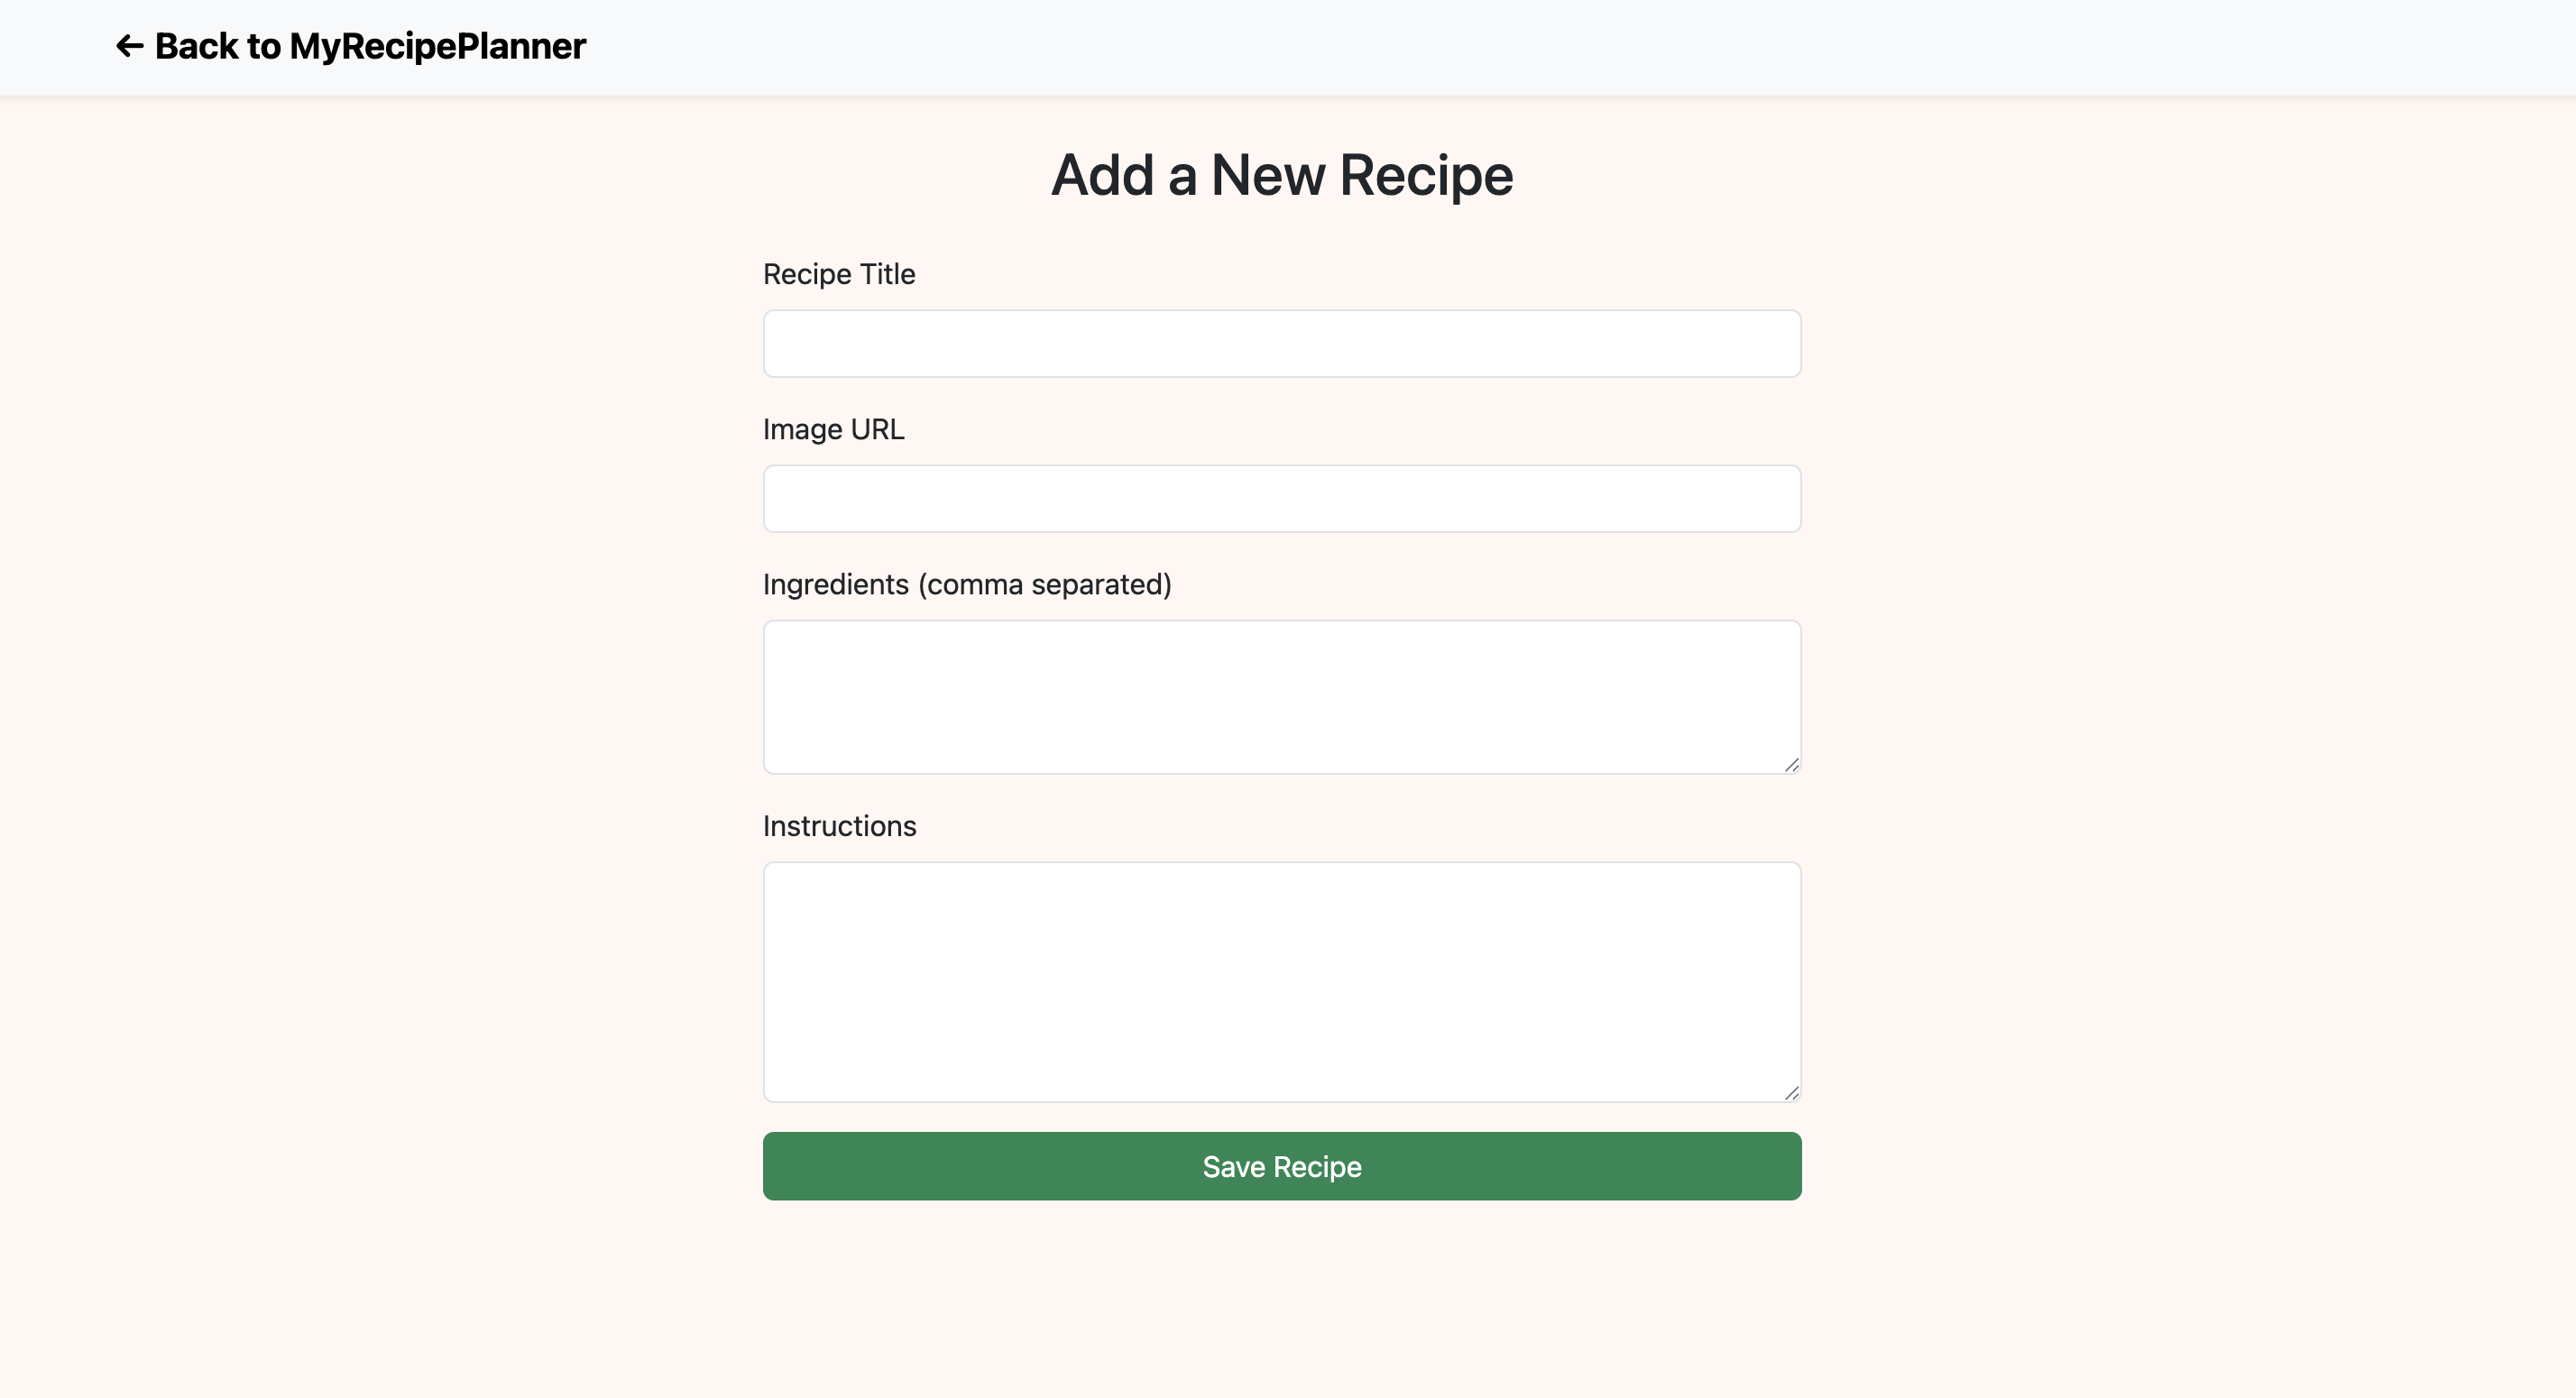 ← Back to MyRecipePlanner
Add a New Recipe
Recipe Title
Image URL
Ingredients (comma separated)
Instructions
Save Recipe